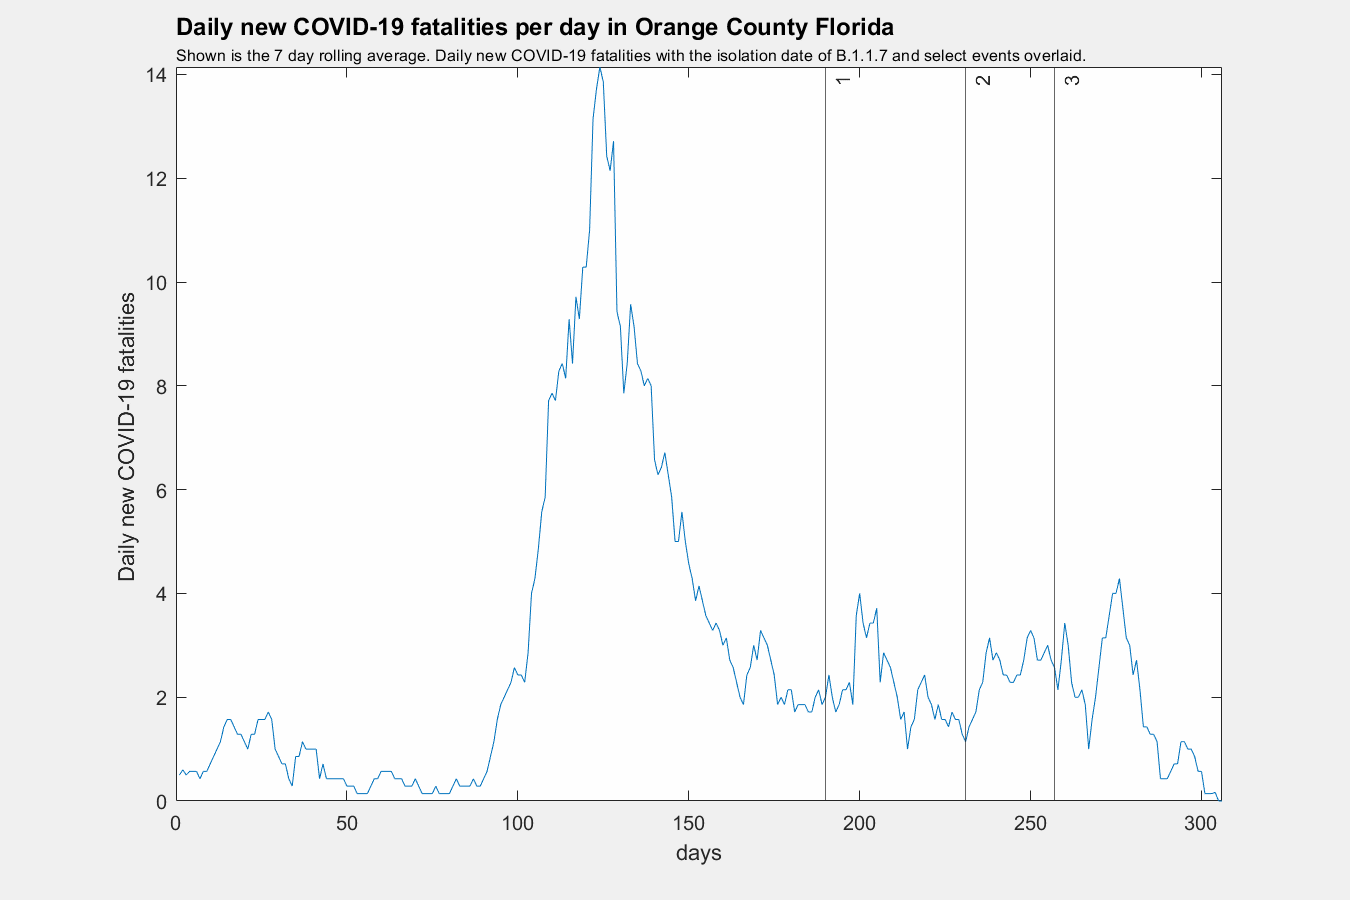 Daily new COVID-19 fatalities per day in Orange County Florida
Shown is the 7 day rolling average. Daily new COVID-19 fatalities with the isolation date of B.1.1.7 and select events overlaid.
14
12
10
8
6
4
2
0
Daily new COVID-19 fatalities
1
2
3
0 50 100 150 200 250 300
days